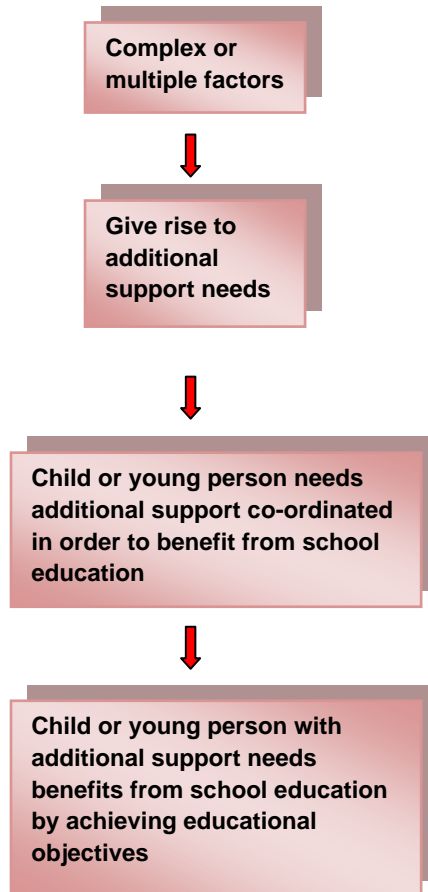 Complex or
multiple factors
Give rise to
additional
support needs
Child or young person needs
additional support co-ordinated
in order to benefit from school
education
Child or young person with
additional support needs
benefits from school education
by achieving educational
objectives